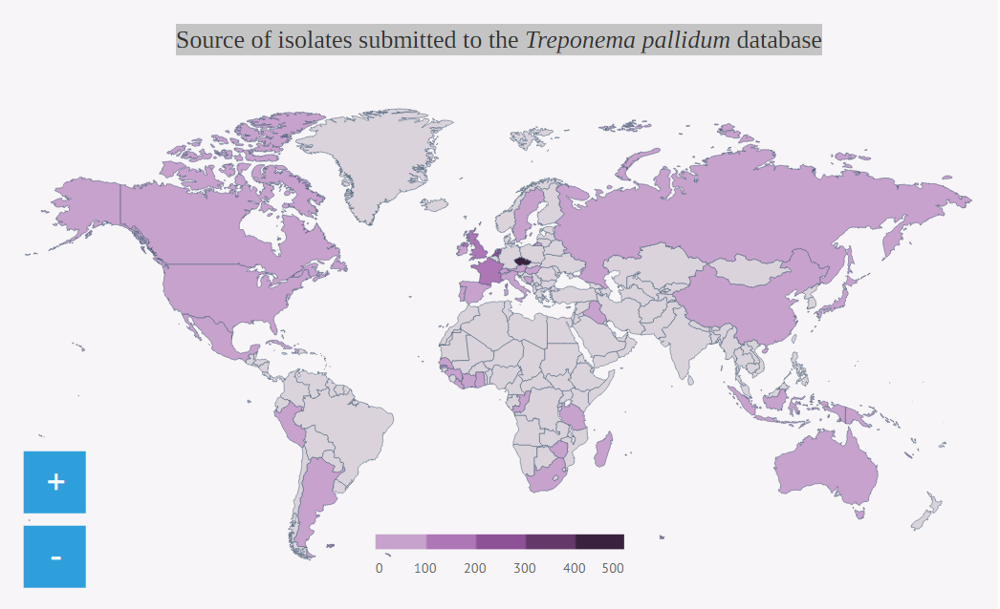 Source of isolates submitted to the Treponema pallidum database
+
-
0 100 200 300 400 500